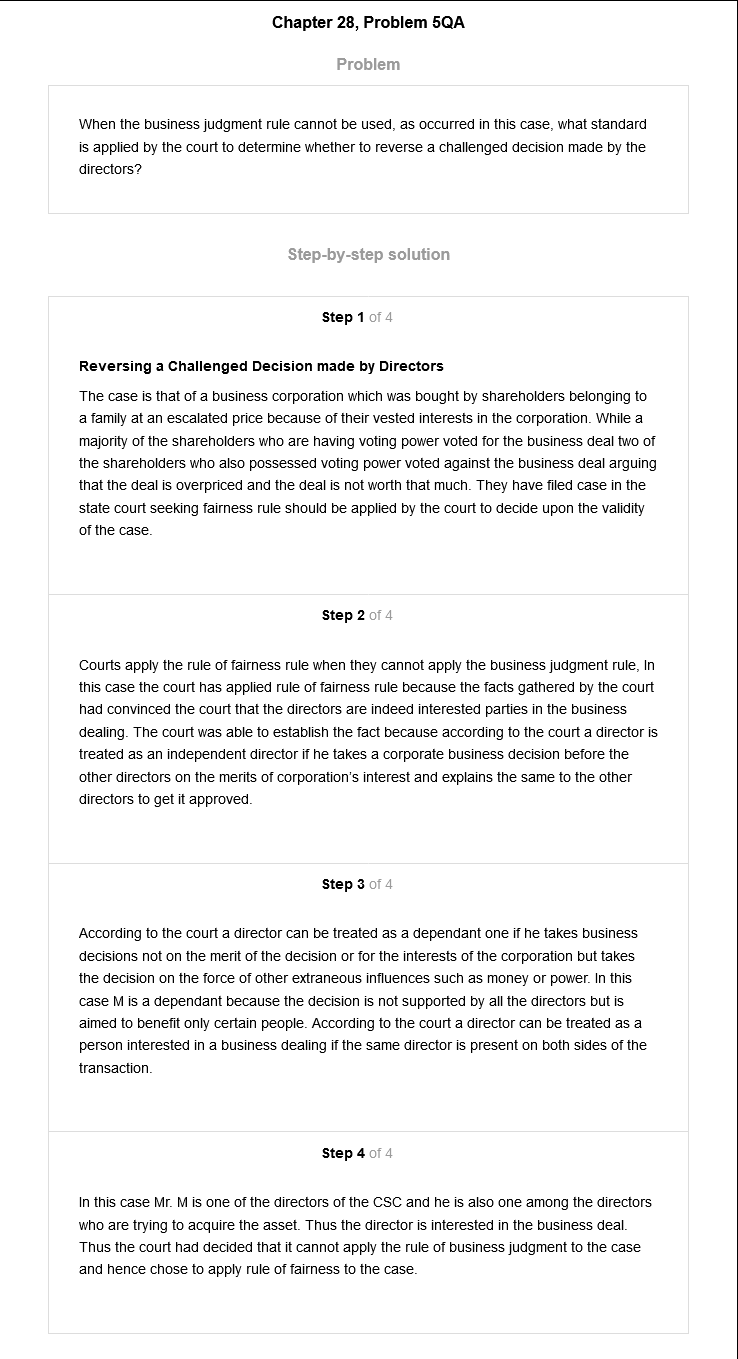 Chapter 28, Problem 5QA
Problem
When the business judgment rule cannot be used, as occurred in this case, what standard
is applied by the court to determine whether to reverse a challenged decision made by the
directors?
Step-by-step solution
Step 1 of 4
Reversing a Challenged Decision made by Directors
The case is that of a business corporation which was bought by shareholders belonging to
a family at an escalated price because of their vested interests in the corporation. While a
majority of the shareholders who are having voting power voted for the business deal two of
the shareholders who also possessed voting power voted against the business deal arguing
that the deal is overpriced and the deal is not worth that much. They have filed case in the
state court seeking fairness rule should be applied by the court to decide upon the validity
of the case.
Step 2 of 4
Courts apply the rule of fairness rule when they cannot apply the business judgment rule, In
this case the court has applied rule of fairness rule because the facts gathered by the court
had convinced the court that the directors are indeed interested parties in the business
dealing. The court was able to establish the fact because according to the court a director is
treated as an independent director if he takes a corporate business decision before the
other directors on the merits of corporation's interest and explains the same to the other
directors to get it approved.
Step 3 of 4
According to the court a director can be treated as a dependant one if he takes business
decisions not on the merit of the decision or for the interests of the corporation but takes
the decision on the force of other extraneous influences such as money or power. In this
case M is a dependant because the decision is not supported by all the directors but is
aimed to benefit only certain people. According to the court a director can be treated as a
person interested in a business dealing if the same director is present on both sides of the
transaction.
Step 4 of 4
In this case Mr. M is one of the directors of the CSC and he is also one among the directors
who are trying to acquire the asset. Thus the director is interested in the business deal.
Thus the court had decided that it cannot apply the rule of business judgment to the case
and hence chose to apply rule of fairness to the case.